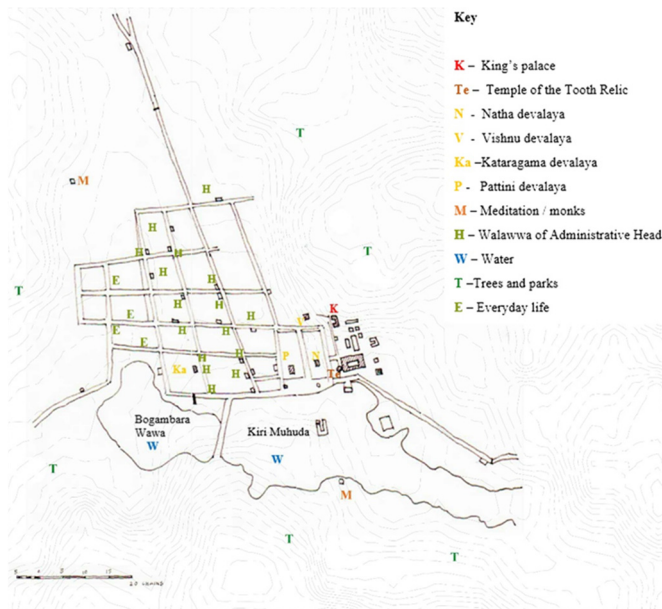 Key
K – King's palace
Te – Temple of the Tooth Relic
N - Natha devalaya
V - Vishnu devalaya
Ka –Kataragama devalaya
P - Pattini devalaya
M – Meditation / monks
H – Walawwa of Administrative Head
W – Water
T –Trees and parks
E – Everyday life
T
M
H
H
H
T
H
H
H
E
H
T
H
H
K
E
H
V
E
H
H
E
H
H
P
N
Ka
H
H
Te
H
Bogambara
Wawa
W
Kiri Muhuda
W
T
M
T
T